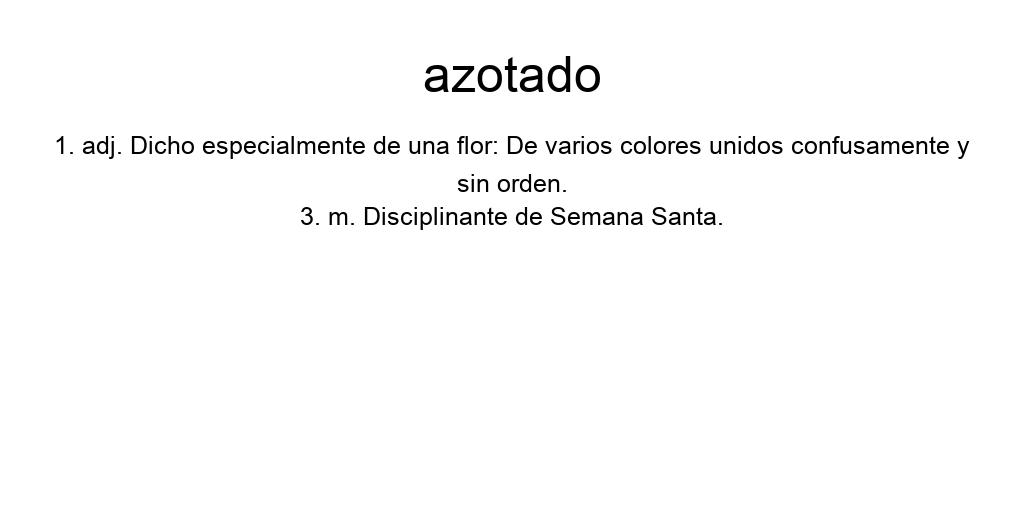 azotado
1. adj. Dicho especialmente de una flor: De varios colores unidos confusamente y
sin orden.
3. m. Disciplinante de Semana Santa.